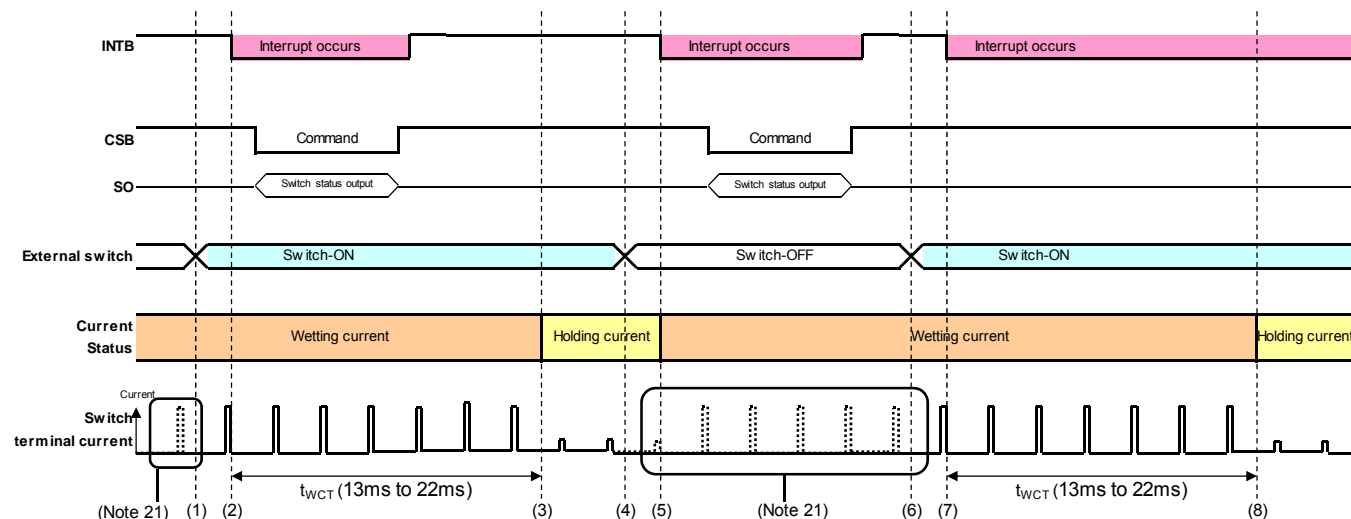 INTB
Interrupt occurs
Interrupt occurs
Interrupt occurs
CSB
Command
Command
SO
Switch status output
Switch status output
External switch
Switch-ON
Switch-OFF
Switch-ON
Current
Status
Wetting current
Holding current
Wetting current
Holding current
Current
Switch
terminal current
tWCT (13ms to 22ms)
tWCT (13ms to 22ms)
(Note 21)
(1)
(2)
(3)
(4)
(5)
(Note 21)
(6)
(7)
(8)